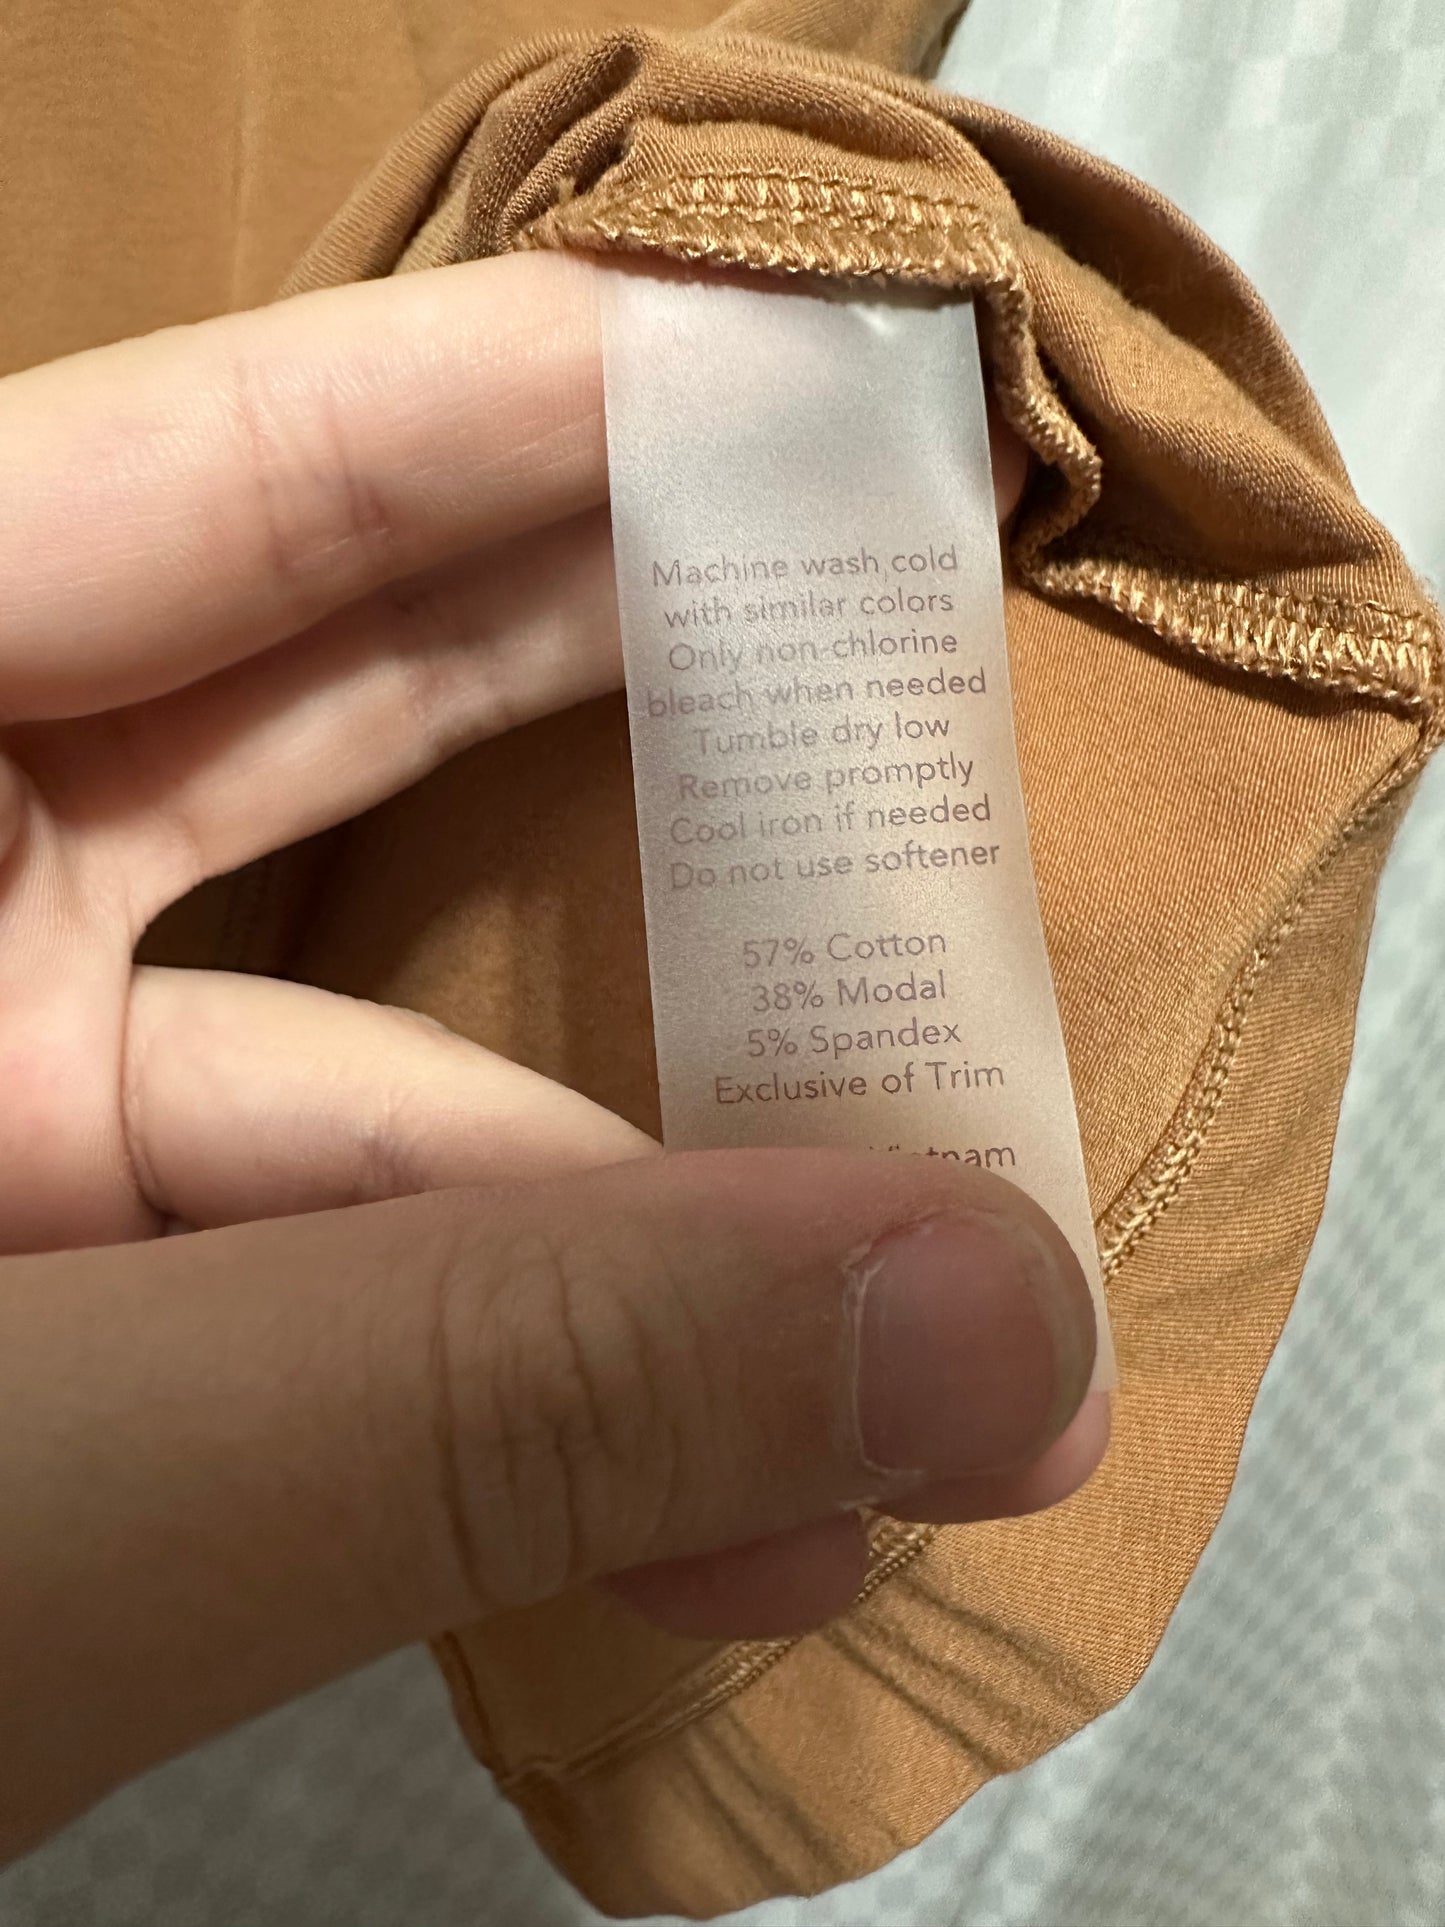 Machine wash cold
with similar colors
Only non-chlorine
bleach when needed
Tumble dry low
Remove promptly
Cool iron if needed
Do not use softener
57% Cotton
38% Modal
5% Spandex
Exclusive of Trim
Vietnam